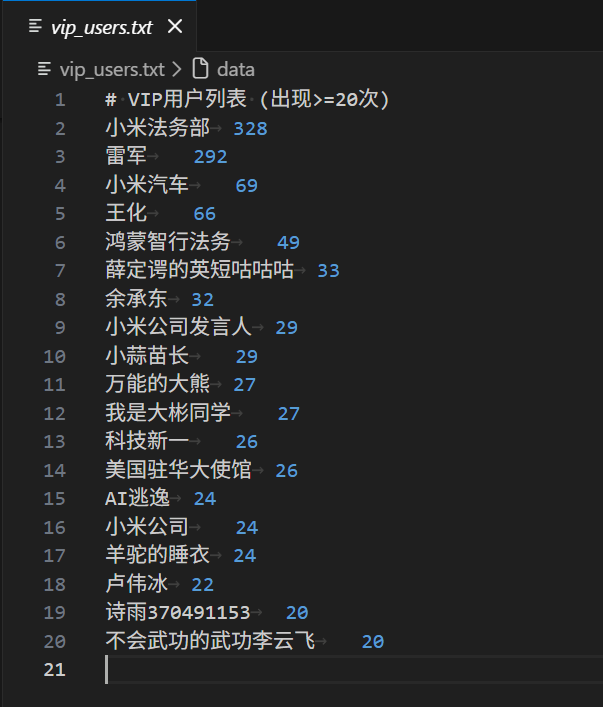 vip_users.txt
vip_users.txt > data
1 # VIP用户列表 (出现>=20次)
2 小米法务部 328
3 雷军 292
4 小米汽车 69
5 王化 66
6 鸿蒙智行法务 49
7 薛定谔的英短咕咕咕 33
8 余承东 32
9 小米公司发言人 29
10 小蒜苗长 29
11 万能的大熊 27
12 我是大彬同学 27
13 科技新一 26
14 美国驻华大使馆 26
15 AI逃逸 24
16 小米公司 24
17 羊驼的睡衣 24
18 卢伟冰 22
19 诗雨370491153 20
20 不会武功的武功李云飞 20
21